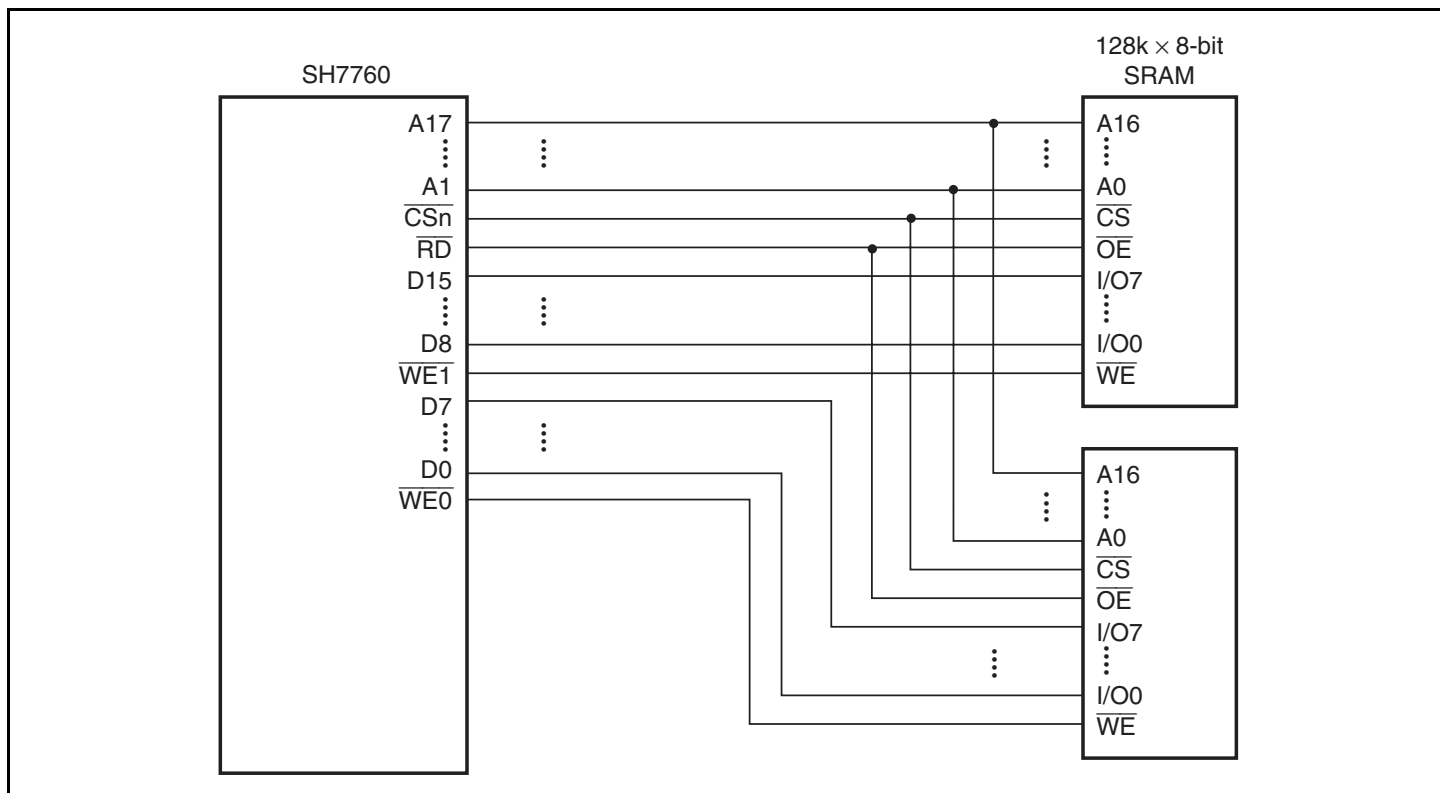 SH7760
A17
A1
CSn
RD
D15
D8
WE1
D7
D0
WE0
128k × 8-bit
SRAM
A16
A0
CS
OE
I/O7
I/O0
WE
A16
A0
CS
OE
I/O7
I/O0
WE